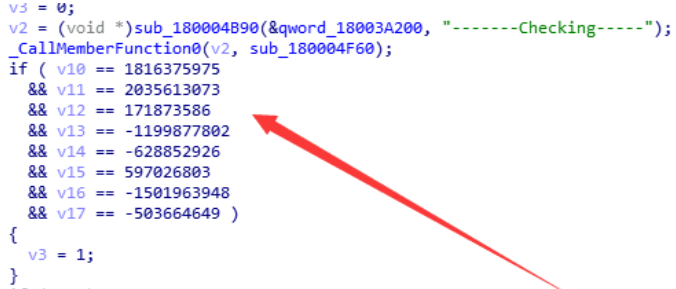 v3 = 0;
v2 = (void *)sub_180004B90(&qword_18003A200, "-------Checking-----");
_CallMemberFunction0(v2, sub_180004F60);
if ( v10 == 1816375975
&& v11 == 2035613073
&& v12 == 171873586
&& v13 == -1199877802
&& v14 == -628852926
&& v15 == 597026803
&& v16 == -1501963948
&& v17 == -503664649 )
{
v3 = 1;
}